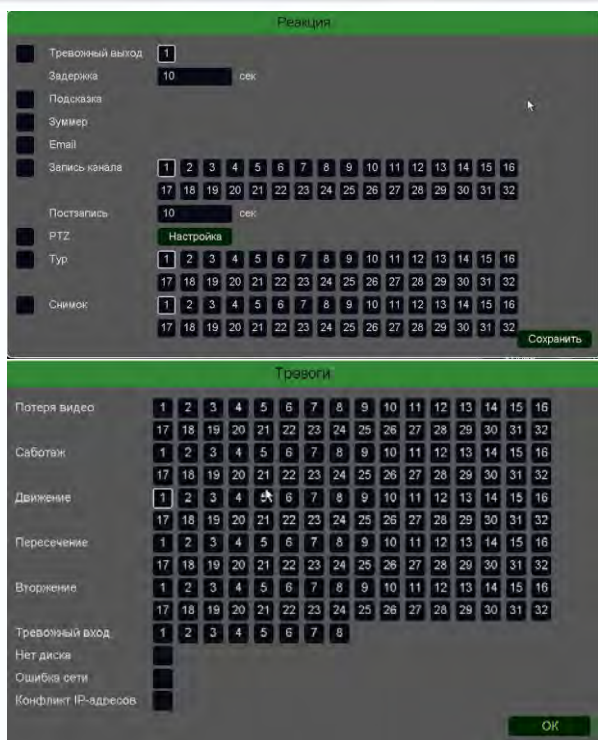 Реакция
Тревожный выход 1
Задержка 10 сек
Подсказка
Зуммер
Email
Запись канала 1 2 3 4 5 6 7 8 9 10 11 12 13 14 15 16
17 18 19 20 21 22 23 24 25 26 27 28 29 30 31 32
Постзапись 10 сек
PTZ Настройка
Тур 1 2 3 4 5 6 7 8 9 10 11 12 13 14 15 16
17 18 19 20 21 22 23 24 25 26 27 28 29 30 31 32
Снимок 1 2 3 4 5 6 7 8 9 10 11 12 13 14 15 16
17 18 19 20 21 22 23 24 25 26 27 28 29 30 31 32
Сохранить
Тревоги
Потеря видео 1 2 3 4 5 6 7 8 9 10 11 12 13 14 15 16
17 18 19 20 21 22 23 24 25 26 27 28 29 30 31 32
Саботаж 1 2 3 4 5 6 7 8 9 10 11 12 13 14 15 16
17 18 19 20 21 22 23 24 25 26 27 28 29 30 31 32
Движение 1 2 3 4 5 6 7 8 9 10 11 12 13 14 15 16
17 18 19 20 21 22 23 24 25 26 27 28 29 30 31 32
Пересечение 1 2 3 4 5 6 7 8 9 10 11 12 13 14 15 16
17 18 19 20 21 22 23 24 25 26 27 28 29 30 31 32
Вторжение 1 2 3 4 5 6 7 8 9 10 11 12 13 14 15 16
17 18 19 20 21 22 23 24 25 26 27 28 29 30 31 32
Тревожный вход 1 2 3 4 5 6 7 8
Нет диска
Ошибка сети
Конфликт IP-адресов
OK